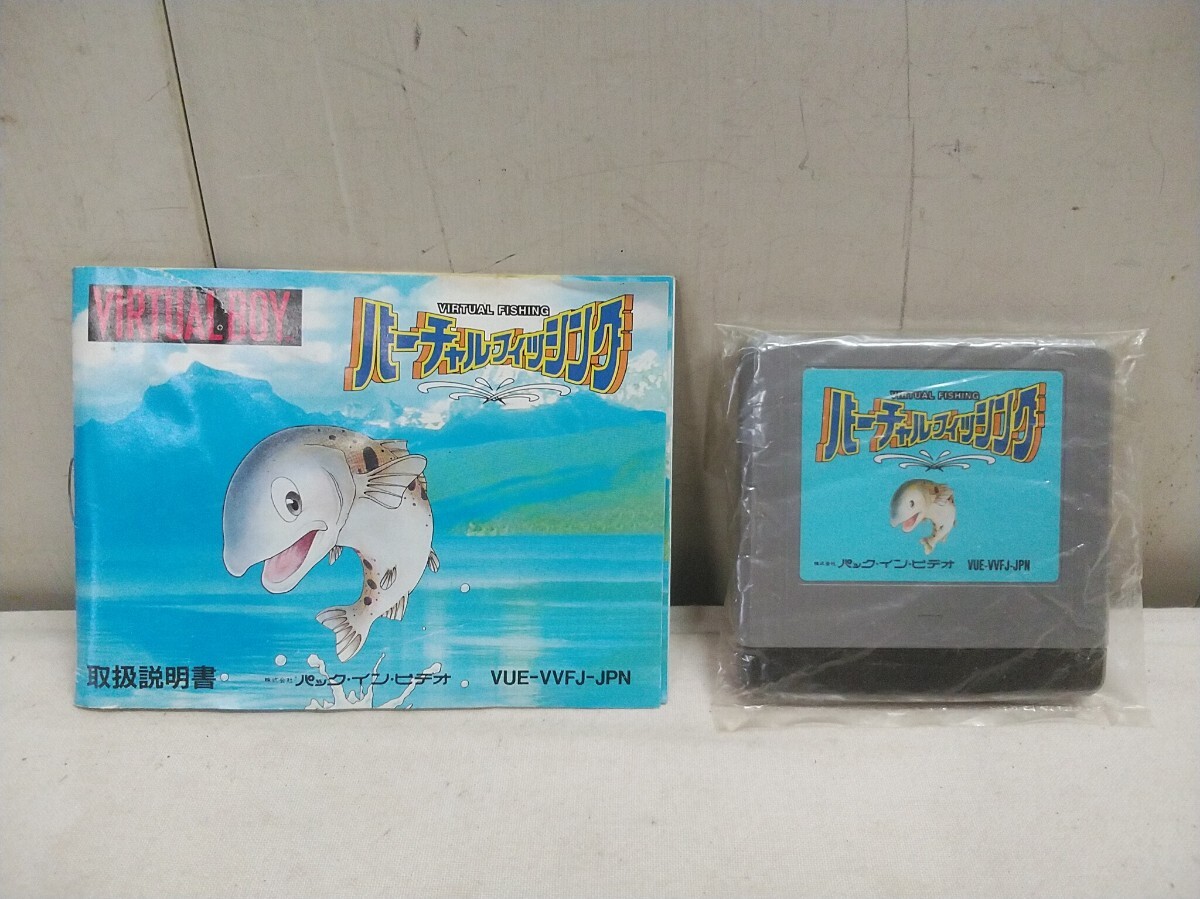 VIRTUAL BOY
VIRTUAL FISHING
バーチャルフィッシング
取扱説明書
株式会社 パック・イン・ビデオ
VUE-VVFJ-JPN
VIRTUAL FISHING
バーチャルフィッシング
株式会社 パック・イン・ビデオ VUE-VVFJ-JPN